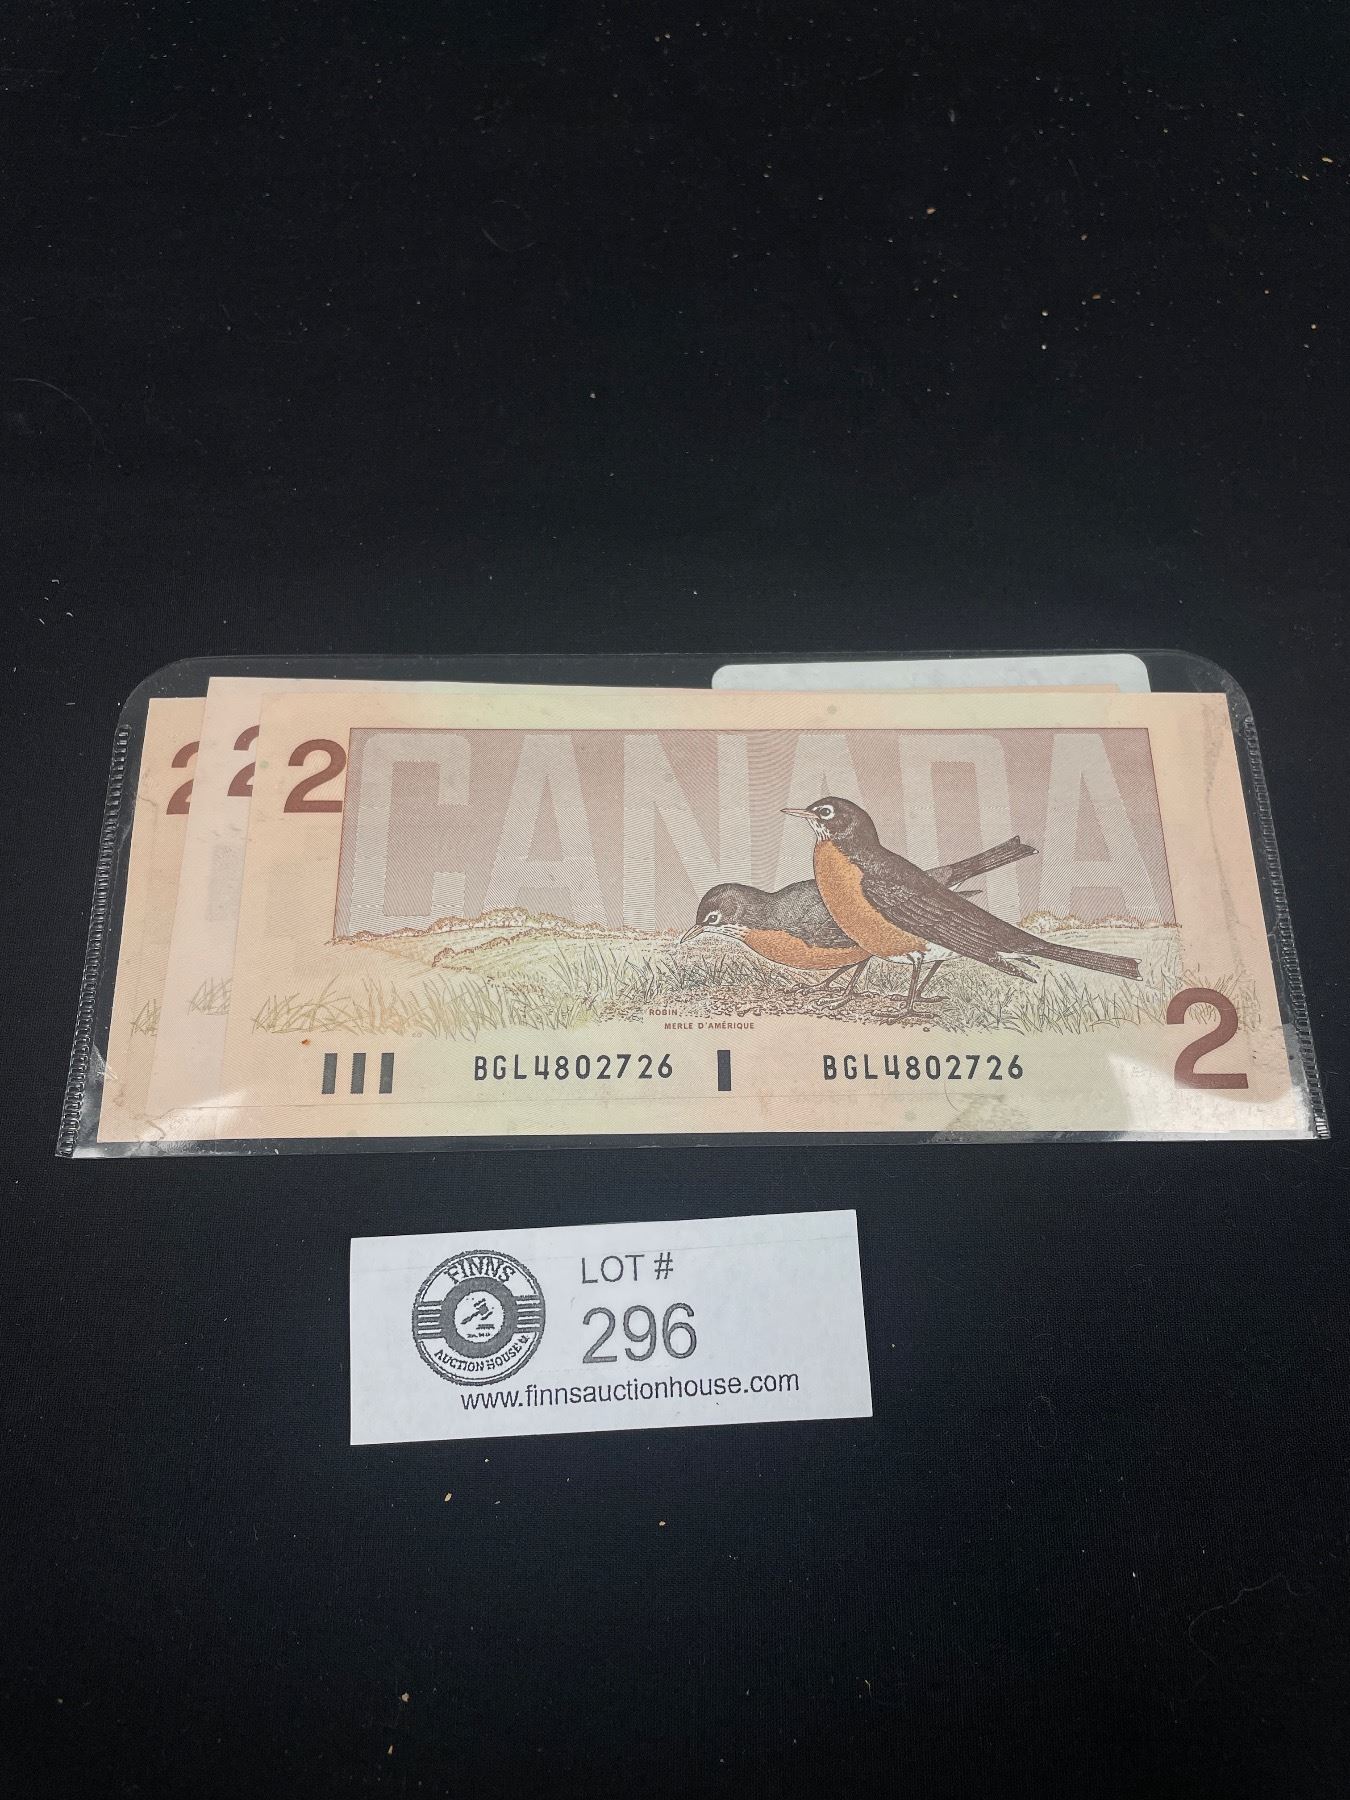 2 2 2
CANADA
ROBIN
MERLE D'AMÉRIQUE
2
BGL4802726 BGL4802726
FINNS
AUCTION HOUSE
LOT #
296
www.finnsauctionhouse.com